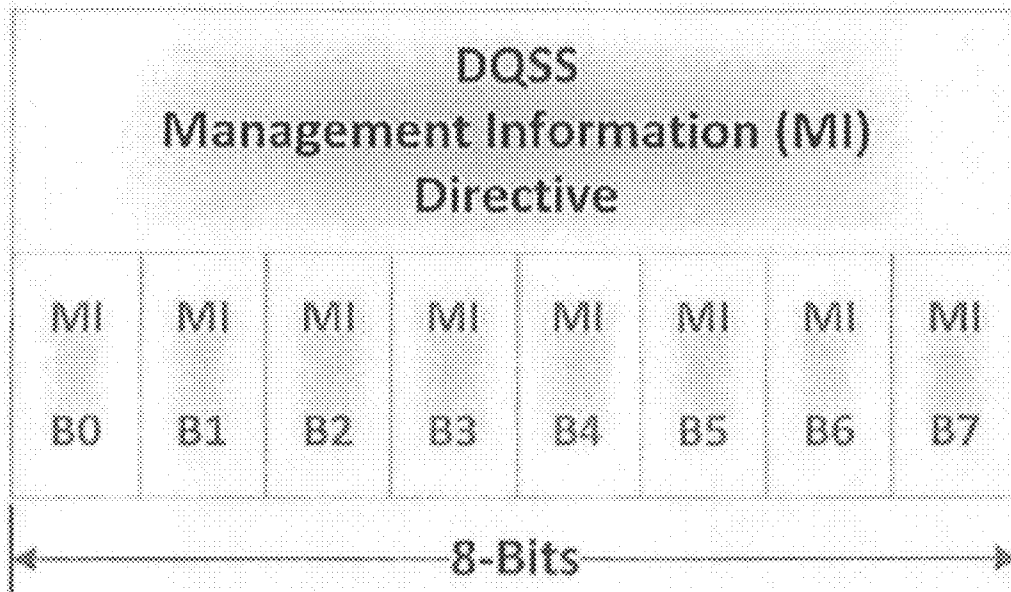 DQSS
Management Information (MI)
Directive
MI MI MI MI MI MI MI MI
B0 B1 B2 B3 B4 B5 B6 B7
8-Bits